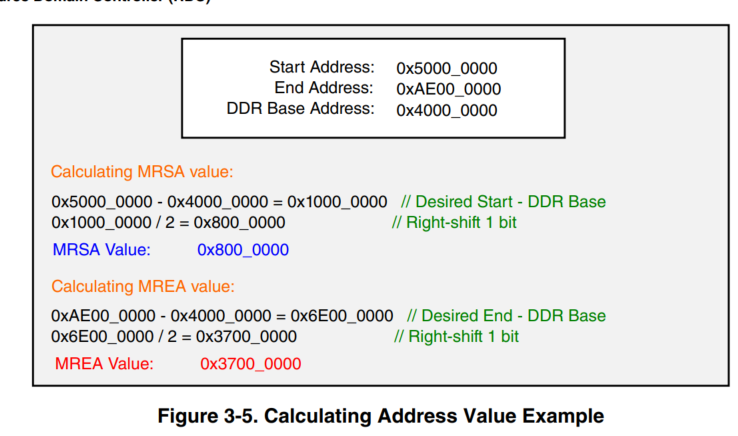 Domain Controller (RDC)
Start Address: 0x5000_0000
End Address: 0xAE00_0000
DDR Base Address: 0x4000_0000
Calculating MRSA value:
0x5000_0000 - 0x4000_0000 = 0x1000_0000 // Desired Start - DDR Base
0x1000_0000 / 2 = 0x800_0000 // Right-shift 1 bit
MRSA Value: 0x800_0000
Calculating MREA value:
0xAE00_0000 - 0x4000_0000 = 0x6E00_0000 // Desired End - DDR Base
0x6E00_0000 / 2 = 0x3700_0000 // Right-shift 1 bit
MREA Value: 0x3700_0000
Figure 3-5. Calculating Address Value Example